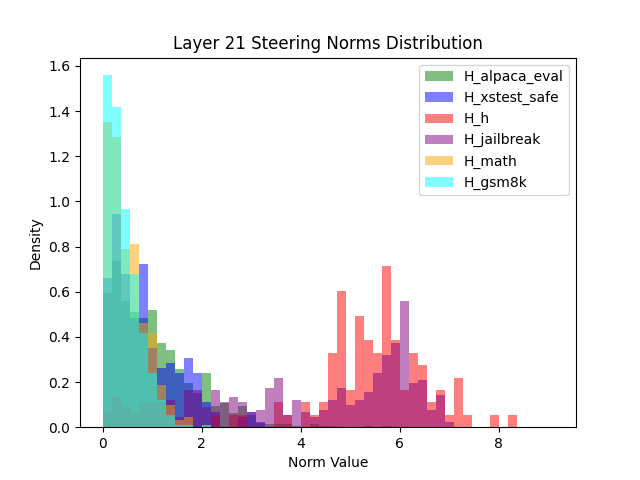 Layer 21 Steering Norms Distribution
Density
1.6
1.4
1.2
1.0
0.8
0.6
0.4
0.2
0.0
H_alpaca_eval
H_xstest_safe
H_h
H_jailbreak
H_math
H_gsm8k
0 2 4 6 8
Norm Value